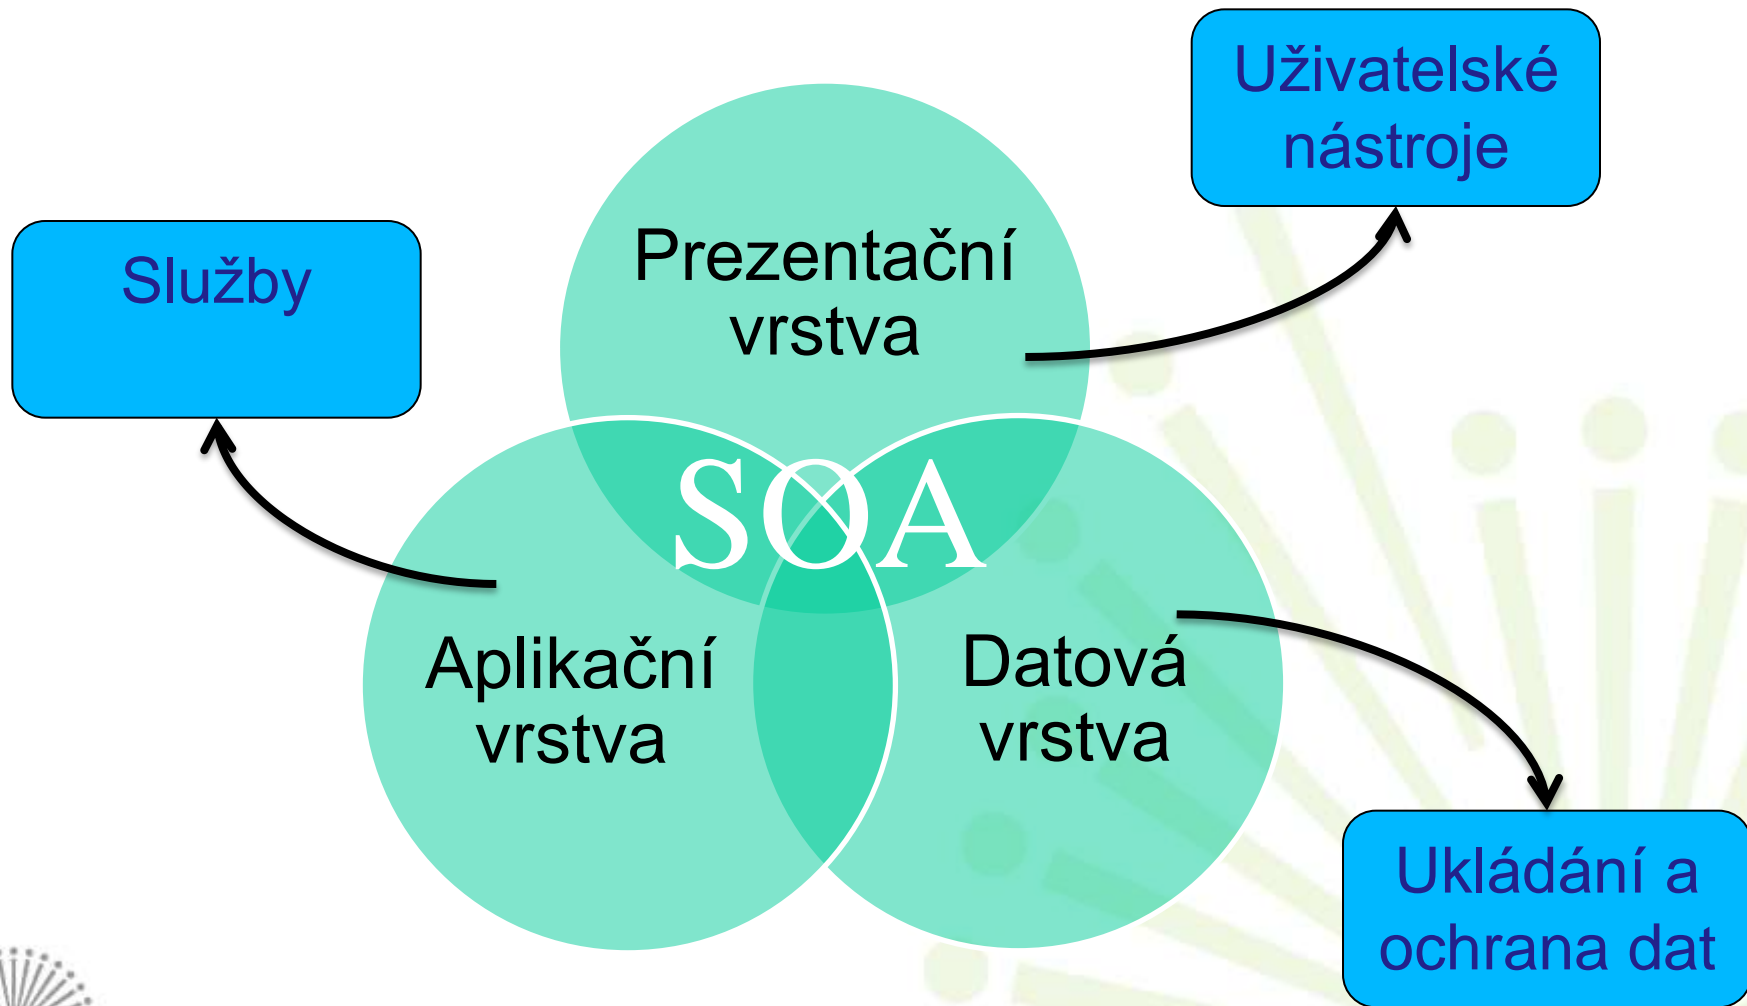 Uživatelské
nástroje
Služby
Prezentační
vrstva
SOA
Aplikační
vrstva
Datová
vrstva
Ukládání a
ochrana dat